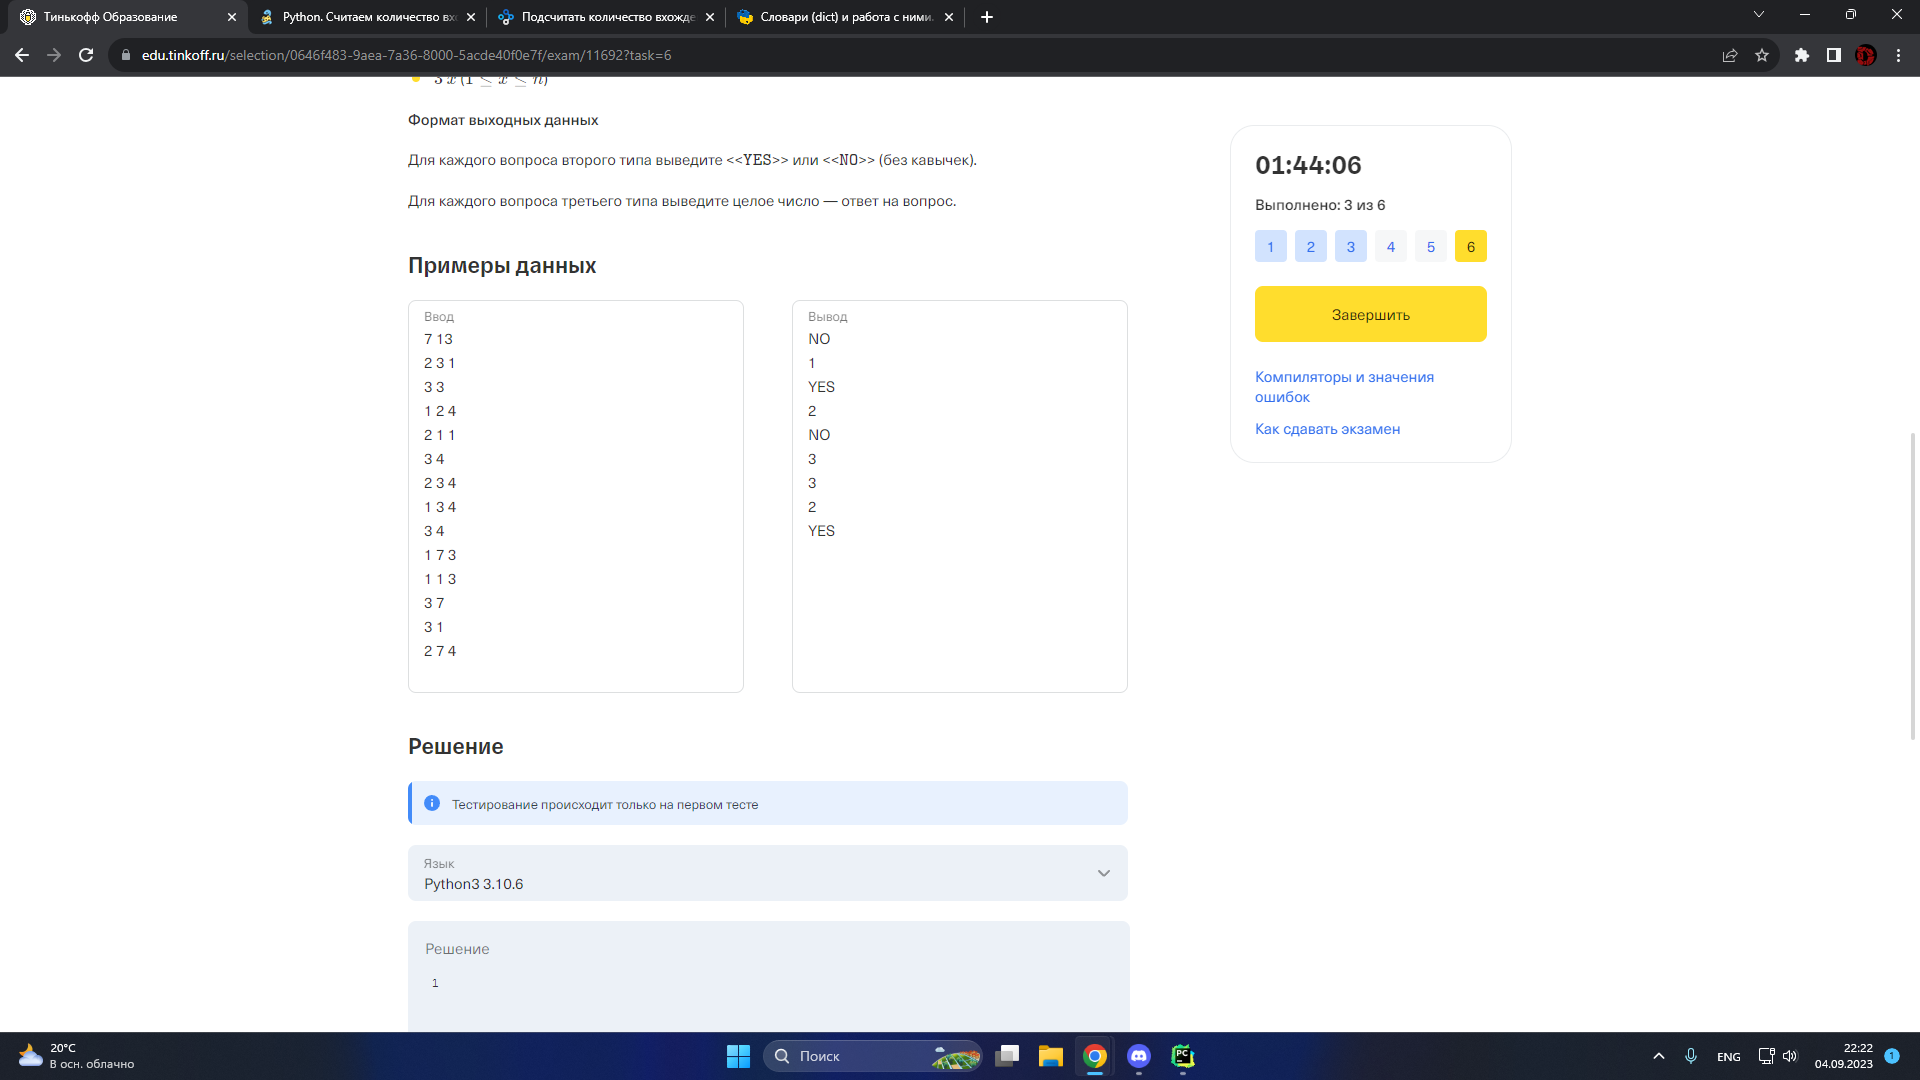 Тинькофф Образование
Python. Считаем количество вхо
Подсчитать количество вхожде
Словари (dict) и работа с ними.
edu.tinkoff.ru/selection/0646f483-9aea-7a36-8000-5acde40f0e7f/exam/11692?task=6
3 x (1 ≤ x ≤ n)
Формат выходных данных
Для каждого вопроса второго типа выведите <<YES>> или <<NO>> (без кавычек).
Для каждого вопроса третьего типа выведите целое число — ответ на вопрос.
Примеры данных
Ввод
7 13
2 3 1
3 3
1 2 4
2 1 1
3 4
2 3 4
1 3 4
3 4
1 7 3
1 1 3
3 7
3 1
2 7 4
Вывод
NO
1
YES
2
NO
3
3
2
YES
Решение
Тестирование происходит только на первом тесте
Язык
Python3 3.10.6
Решение
1
01:44:06
Выполнено: 3 из 6
1 2 3 4 5 6
Завершить
Компиляторы и значения
ошибок
Как сдавать экзамен
20°C
В осн. облачно
Поиск
PC
ENG
22:22
04.09.2023
1